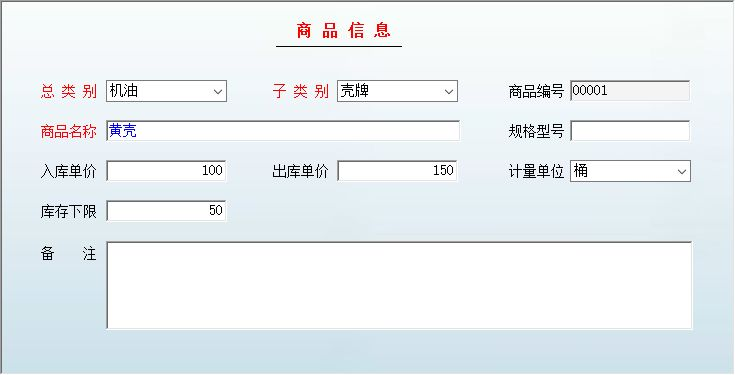 商品信息
总类别 机油 子类别 壳牌 商品编号 00001
商品名称 黄壳 规格型号
入库单价 100 出库单价 150 计量单位 桶
库存下限 50
备注